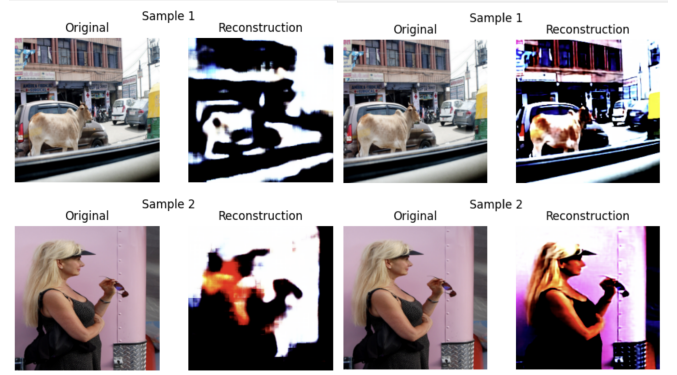 Sample 1
Original
Reconstruction
Sample 1
Original
Reconstruction
Sample 2
Original
Reconstruction
Sample 2
Original
Reconstruction